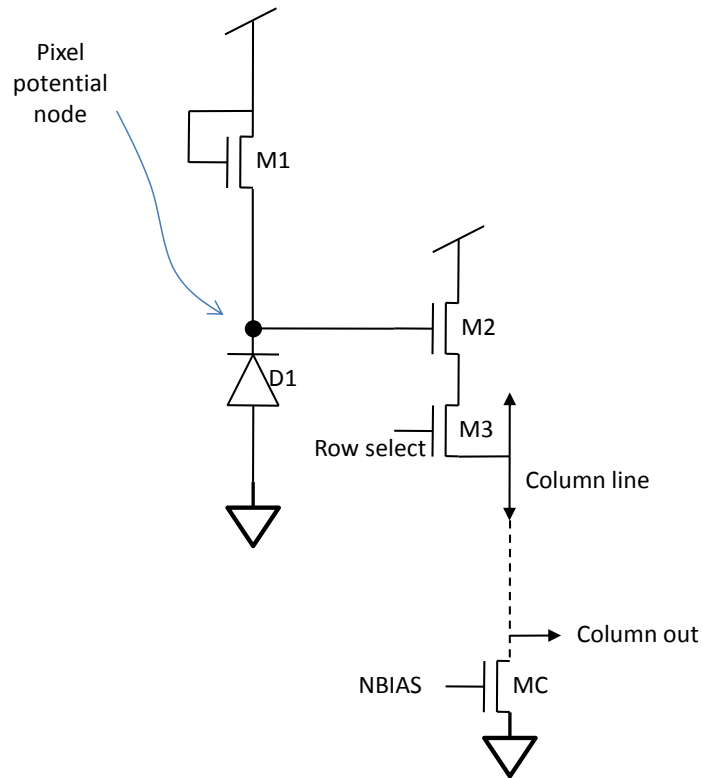 Pixel
potential
node
M1
M2
D1
M3
Row select
Column line
Column out
NBIAS
MC